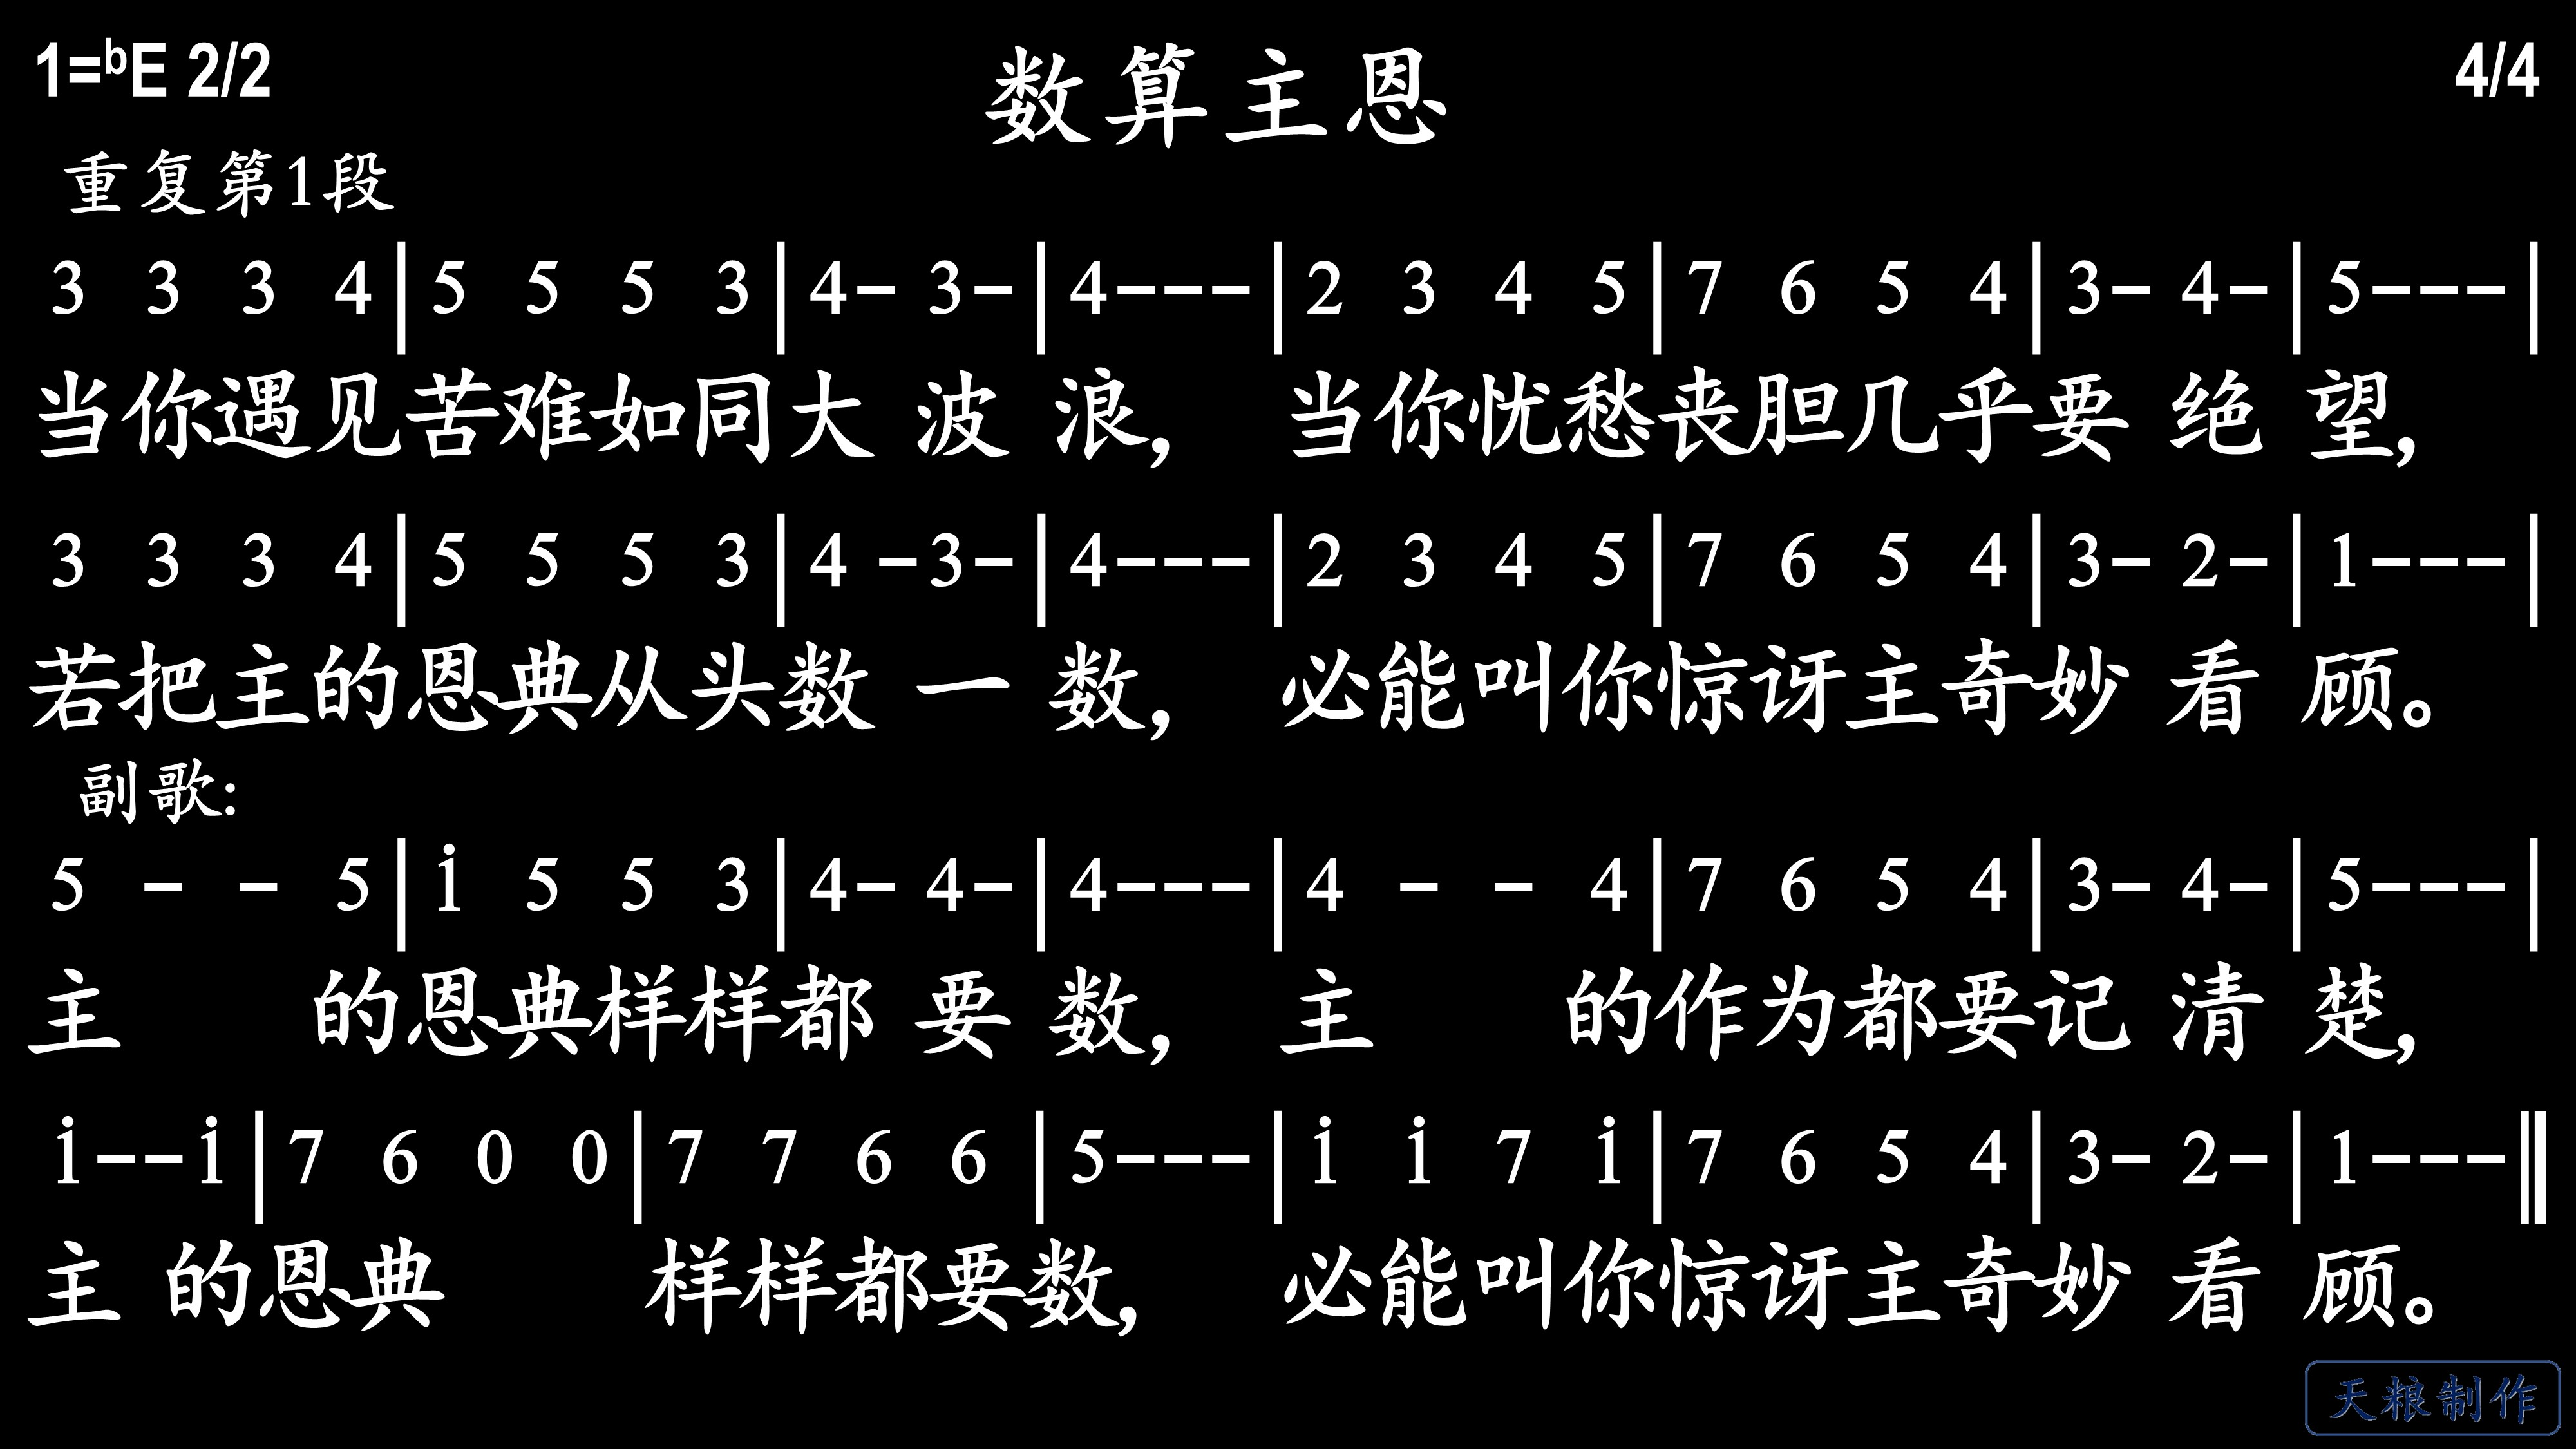 1=ᵇE 2/2 数算主恩 4/4
重复第1段
3 3 3 4 | 5 5 5 3 | 4 - 3 - | 4 - - - | 2 3 4 5 | 7 6 5 4 | 3 - 4 - | 5 - - - |
当你遇见苦难如同大 波 浪, 当你忧愁丧胆几乎要 绝 望,
3 3 3 4 | 5 5 5 3 | 4 - 3 - | 4 - - - | 2 3 4 5 | 7 6 5 4 | 3 - 2 - | 1 - - - |
若把主的恩典从头数 一 数, 必能叫你惊讶主奇妙 看 顾。
副歌:
5 - - 5 | i 5 5 3 | 4 - 4 - | 4 - - - | 4 - - 4 | 7 6 5 4 | 3 - 4 - | 5 - - - |
主 的恩典样样都 要 数, 主 的作为都要记 清 楚,
i - - i | 7 6 0 0 | 7 7 6 6 | 5 - - - | i i 7 i | 7 6 5 4 | 3 - 2 - | 1 - - - ‖
主 的恩典 样样都要数, 必能叫你惊讶主奇妙 看 顾。
天粮制作